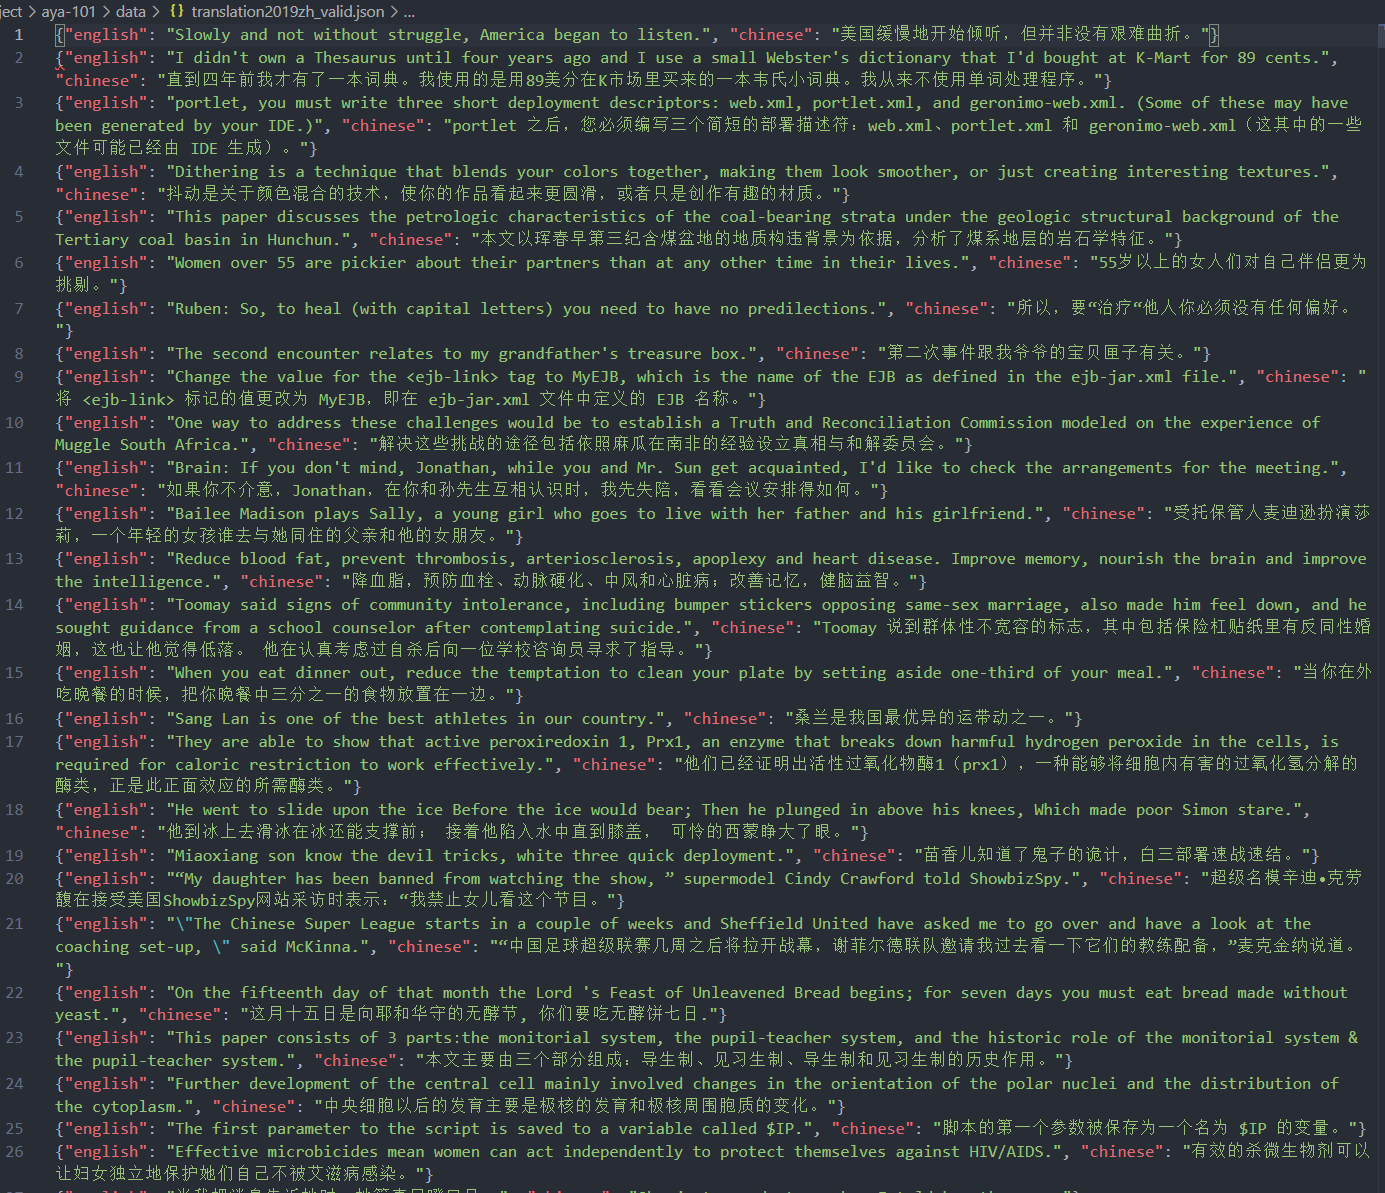 ject > aya-101 > data > {} translation2019zh_valid.json > ...
1 {"english": "Slowly and not without struggle, America began to listen.", "chinese": "美国缓慢地开始倾听，但并非没有艰难曲折。"}
2 {"english": "I didn't own a Thesaurus until four years ago and I use a small Webster's dictionary that I'd bought at K-Mart for 89 cents.",
"chinese": "直到四年前我才有了一本词典。我使用的是用89美分在K市场里买来的一本韦氏小词典。我从来不使用单词处理程序。"}
3 {"english": "portlet, you must write three short deployment descriptors: web.xml, portlet.xml, and geronimo-web.xml. (Some of these may have
been generated by your IDE.)", "chinese": "portlet 之后，您必须编写三个简短的部署描述符：web.xml、portlet.xml 和 geronimo-web.xml（这其中的一些
文件可能已经由 IDE 生成）。"}
4 {"english": "Dithering is a technique that blends your colors together, making them look smoother, or just creating interesting textures.",
"chinese": "抖动是关于颜色混合的技术，使你的作品看起来更圆滑，或者只是创作有趣的材质。"}
5 {"english": "This paper discusses the petrologic characteristics of the coal-bearing strata under the geologic structural background of the
Tertiary coal basin in Hunchun.", "chinese": "本文以珲春早第三纪含煤盆地的地质构造背景为依据，分析了煤系地层的岩石学特征。"}
6 {"english": "Women over 55 are pickier about their partners than at any other time in their lives.", "chinese": "55岁以上的女人们对自己伴侣更为
挑剔。"}
7 {"english": "Ruben: So, to heal (with capital letters) you need to have no predilections.", "chinese": "所以，要“治疗“他人你必须没有任何偏好。
"}
8 {"english": "The second encounter relates to my grandfather's treasure box.", "chinese": "第二次事件跟我爷爷的宝贝匣子有关。"}
9 {"english": "Change the value for the <ejb-link> tag to MyEJB, which is the name of the EJB as defined in the ejb-jar.xml file.", "chinese": "
将 <ejb-link> 标记的值更改为 MyEJB，即在 ejb-jar.xml 文件中定义的 EJB 名称。"}
10 {"english": "One way to address these challenges would be to establish a Truth and Reconciliation Commission modeled on the experience of
Muggle South Africa.", "chinese": "解决这些挑战的途径包括依照麻瓜在南非的经验设立真相与和解委员会。"}
11 {"english": "Brain: If you don't mind, Jonathan, while you and Mr. Sun get acquainted, I'd like to check the arrangements for the meeting.",
"chinese": "如果你不介意，Jonathan，在你和孙先生互相认识时，我先失陪，看看会议安排得如何。"}
12 {"english": "Bailee Madison plays Sally, a young girl who goes to live with her father and his girlfriend.", "chinese": "受托保管人麦迪逊扮演莎
莉，一个年轻的女孩谁去与她同住的父亲和他的女朋友。"}
13 {"english": "Reduce blood fat, prevent thrombosis, arteriosclerosis, apoplexy and heart disease. Improve memory, nourish the brain and improve
the intelligence.", "chinese": "降血脂，预防血栓、动脉硬化、中风和心脏病；改善记忆，健脑益智。"}
14 {"english": "Toomay said signs of community intolerance, including bumper stickers opposing same-sex marriage, also made him feel down, and he
sought guidance from a school counselor after contemplating suicide.", "chinese": "Toomay 说到群体性不宽容的标志，其中包括保险杠贴纸里有反同性婚
姻，这也让他觉得低落。 他在认真考虑过自杀后向一位学校咨询员寻求了指导。"}
15 {"english": "When you eat dinner out, reduce the temptation to clean your plate by setting aside one-third of your meal.", "chinese": "当你在外
吃晚餐的时候，把你晚餐中三分之一的食物放置在一边。"}
16 {"english": "Sang Lan is one of the best athletes in our country.", "chinese": "桑兰是我国最优异的运带动之一。"}
17 {"english": "They are able to show that active peroxiredoxin 1, Prx1, an enzyme that breaks down harmful hydrogen peroxide in the cells, is
required for caloric restriction to work effectively.", "chinese": "他们已经证明出活性过氧化物酶1（prx1），一种能够将细胞内有害的过氧化氢分解的
酶类，正是此正面效应的所需酶类。"}
18 {"english": "He went to slide upon the ice Before the ice would bear; Then he plunged in above his knees, Which made poor Simon stare.",
"chinese": "他到冰上去滑冰在冰还能支撑前； 接着他陷入水中直到膝盖， 可怜的西蒙睁大了眼。"}
19 {"english": "Miaoxiang son know the devil tricks, white three quick deployment.", "chinese": "苗香儿知道了鬼子的诡计，白三部署速战速结。"}
20 {"english": "“My daughter has been banned from watching the show, ” supermodel Cindy Crawford told ShowbizSpy.", "chinese": "超级名模辛迪•克劳
馥在接受美国ShowbizSpy网站采访时表示：“我禁止女儿看这个节目。"}
21 {"english": "\"The Chinese Super League starts in a couple of weeks and Sheffield United have asked me to go over and have a look at the
coaching set-up, \" said McKinna.", "chinese": "“中国足球超级联赛几周之后将拉开战幕，谢菲尔德联队邀请我过去看一下它们的教练配备，”麦克金纳说道。
"}
22 {"english": "On the fifteenth day of that month the Lord 's Feast of Unleavened Bread begins; for seven days you must eat bread made without
yeast.", "chinese": "这月十五日是向耶和华守的无酵节, 你们要吃无酵饼七日."}
23 {"english": "This paper consists of 3 parts:the monitorial system, the pupil-teacher system, and the historic role of the monitorial system &
the pupil-teacher system.", "chinese": "本文主要由三个部分组成：导生制、见习生制、导生制和见习生制的历史作用。"}
24 {"english": "Further development of the central cell mainly involved changes in the orientation of the polar nuclei and the distribution of
the cytoplasm.", "chinese": "中央细胞以后的发育主要是极核的发育和极核周围胞质的变化。"}
25 {"english": "The first parameter to the script is saved to a variable called $IP.", "chinese": "脚本的第一个参数被保存为一个名为 $IP 的变量。"}
26 {"english": "Effective microbicides mean women can act independently to protect themselves against HIV/AIDS.", "chinese": "有效的杀微生物剂可以
让妇女独立地保护她们自己不被艾滋病感染。"}